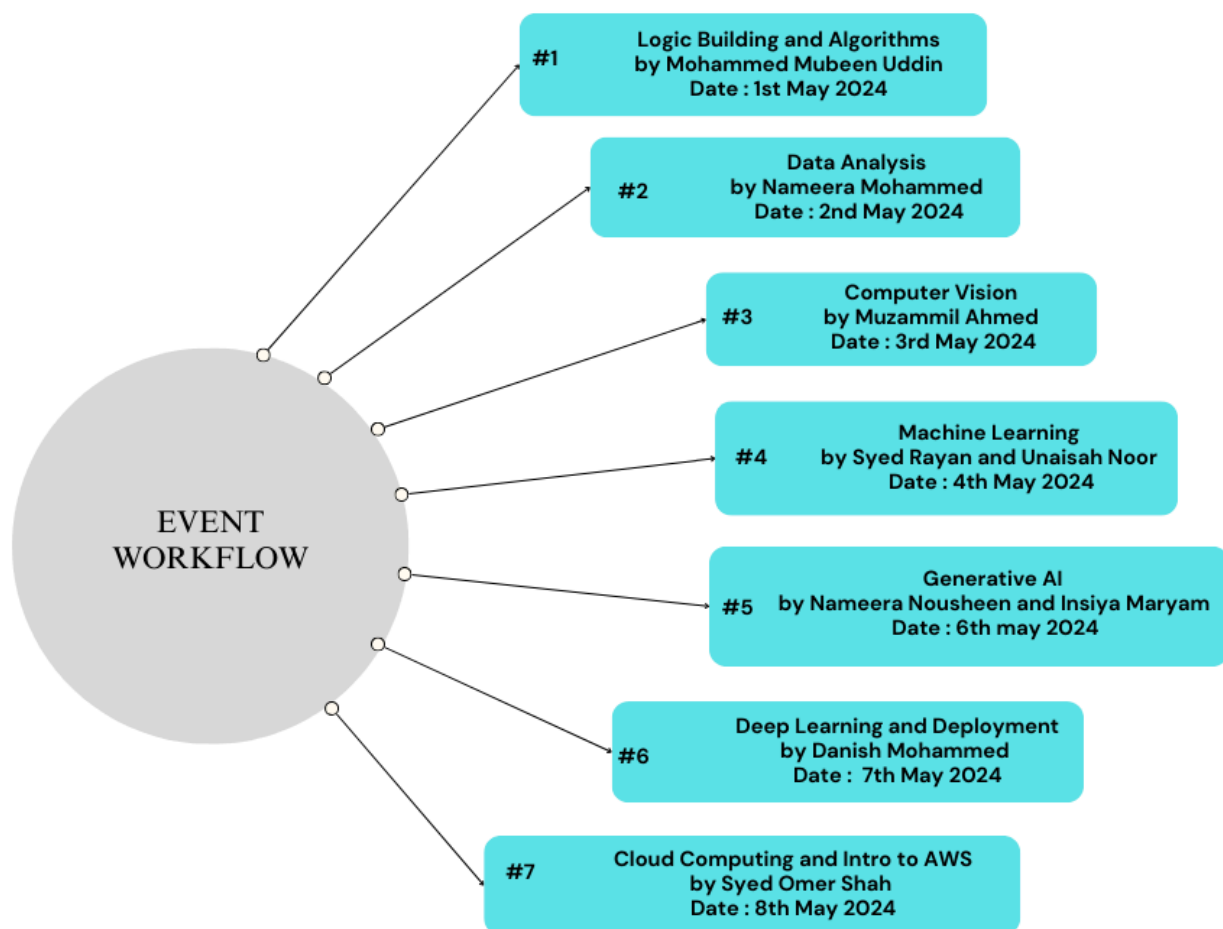 #1
Logic Building and Algorithms
by Mohammed Mubeen Uddin
Date : 1st May 2024
#2
Data Analysis
by Nameera Mohammed
Date : 2nd May 2024
#3
Computer Vision
by Muzammil Ahmed
Date : 3rd May 2024
#4
Machine Learning
by Syed Rayan and Unaisah Noor
Date : 4th May 2024
EVENT
WORKFLOW
#5
Generative AI
by Nameera Nousheen and Insiya Maryam
Date : 6th may 2024
#6
Deep Learning and Deployment
by Danish Mohammed
Date :  7th May 2024
#7
Cloud Computing and Intro to AWS
by Syed Omer Shah
Date : 8th May 2024